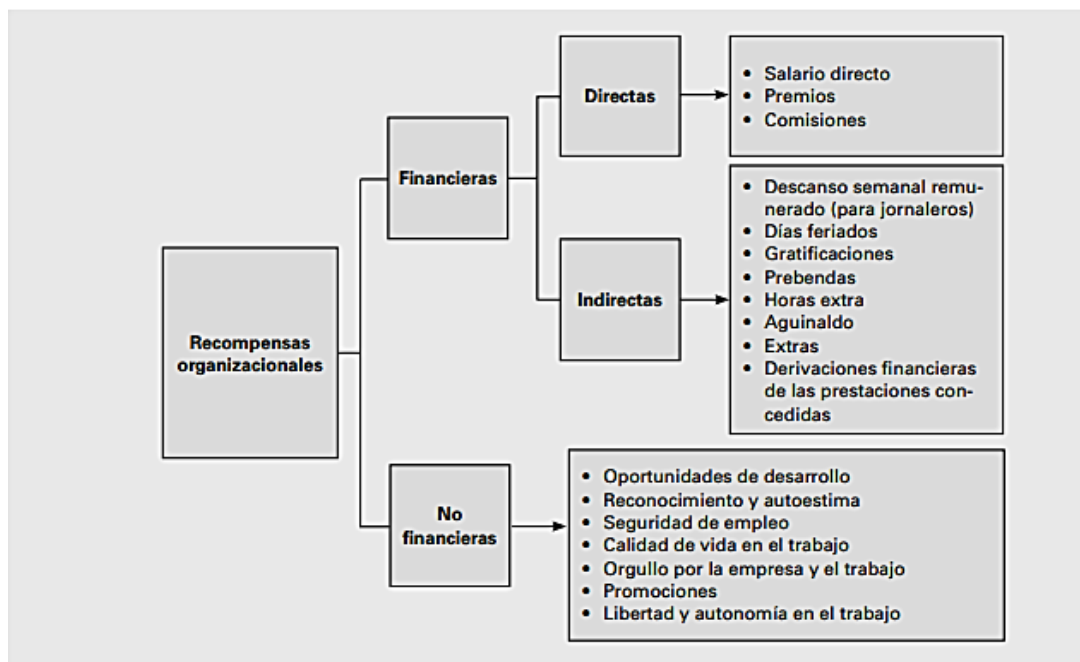 Recompensas
organizacionales
Financieras
Directas
• Salario directo
• Premios
• Comisiones
Indirectas
• Descanso semanal remu-
nerado (para jornaleros)
• Días feriados
• Gratificaciones
• Prebendas
• Horas extra
• Aguinaldo
• Extras
• Derivaciones financieras
de las prestaciones con-
cedidas
No
financieras
• Oportunidades de desarrollo
• Reconocimiento y autoestima
• Seguridad de empleo
• Calidad de vida en el trabajo
• Orgullo por la empresa y el trabajo
• Promociones
• Libertad y autonomía en el trabajo